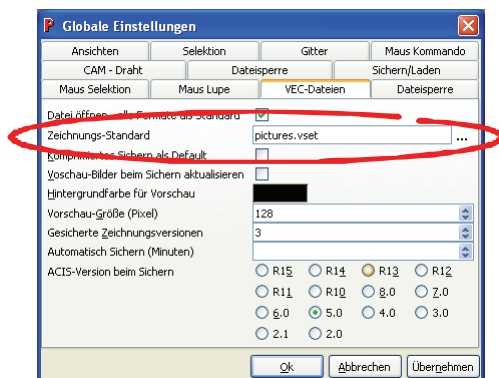 Globale Einstellungen
Ansichten Selektion Gitter Maus Kommando
CAM - Draht Dateisperre Sichern/Laden
Maus Selektion Maus Lupe VEC-Dateien Dateisperre
Datei öffnen - alle Formate als Standard
Zeichnungs-Standard pictures.vset ...
Komprimiertes Sichern als Default
Voschau-Bilder beim Sichern aktualisieren
Hintergrundfarbe für Vorschau
Vorschau-Größe (Pixel) 128
Gesicherte Zeichnungsversionen 3
Automatisch Sichern (Minuten)
ACIS-Version beim Sichern R15 R14 R13 R12
R11 R10 8.0 7.0
6.0 5.0 4.0 3.0
2.1 2.0
Ok Abbrechen Übernehmen